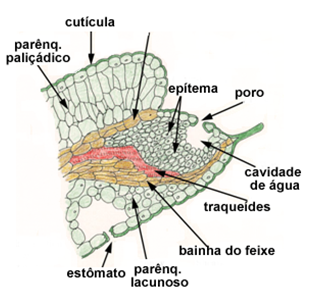 cutícula
parênq.
paliçádico
epítema
poro
cavidade
de água
traqueídes
bainha do feixe
parênq.
lacunoso
estômato